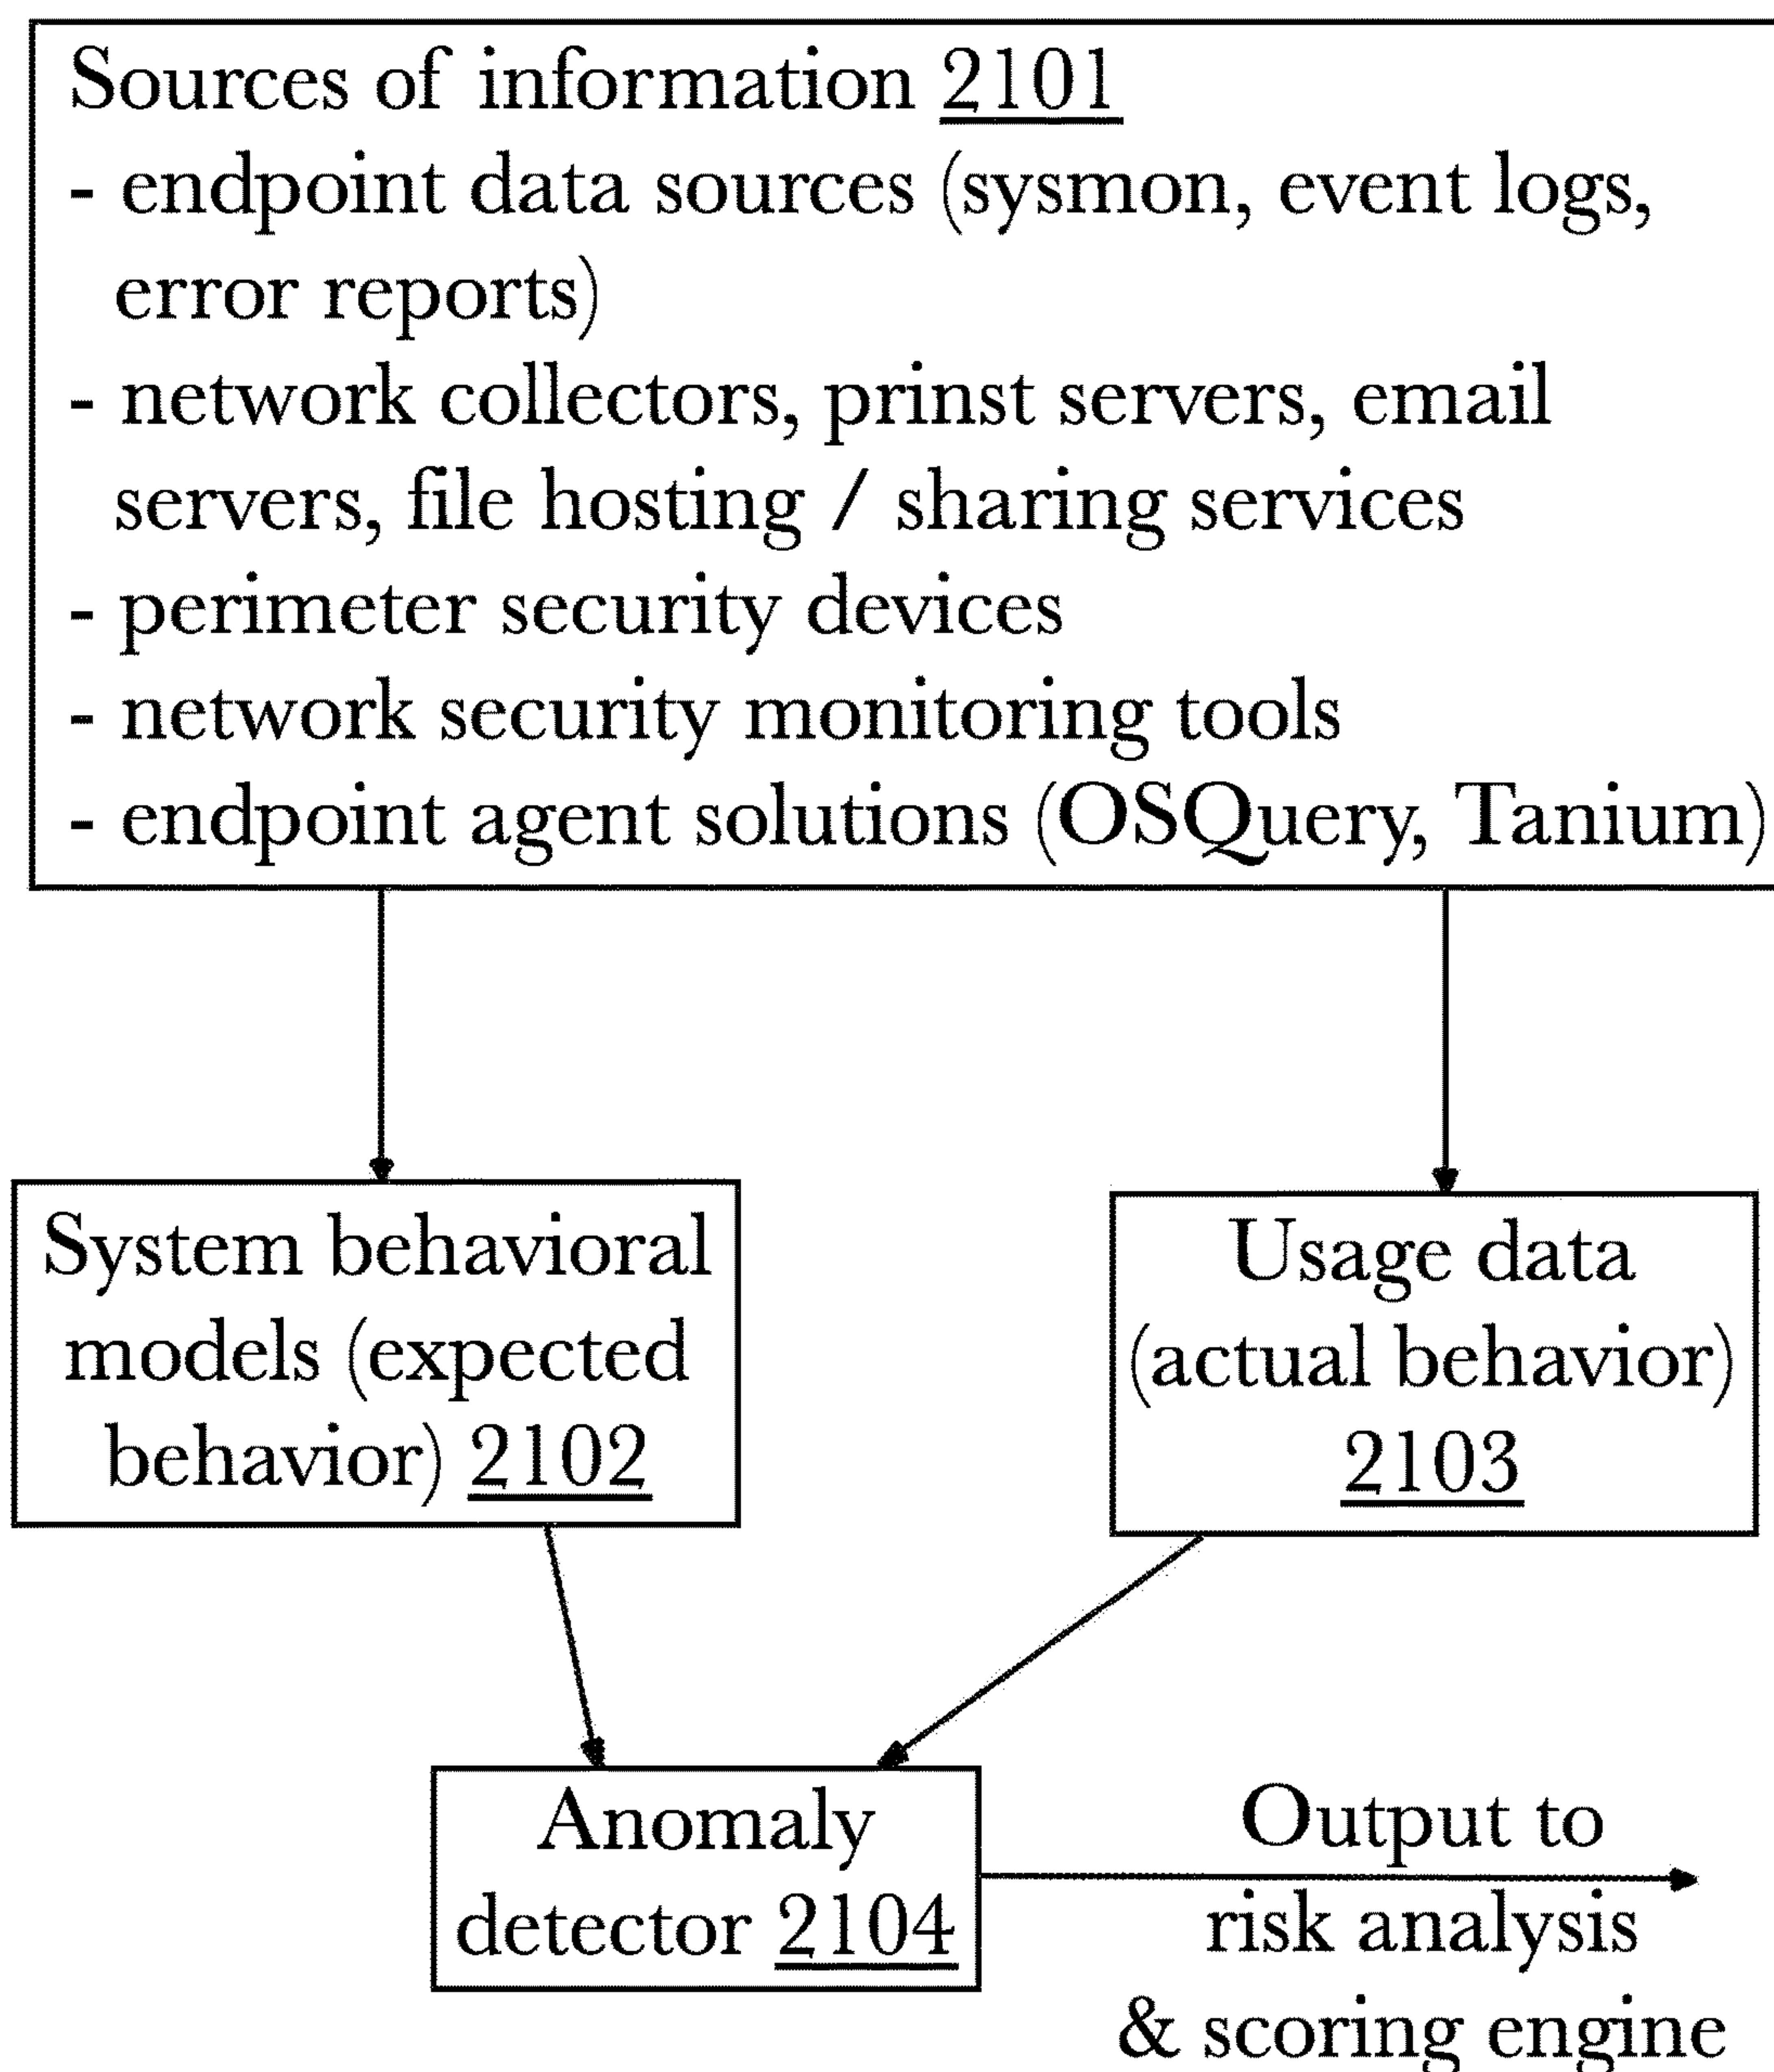 Sources of information 2101
- endpoint data sources (sysmon, event logs,
error reports)
- network collectors, prinst servers, email
servers, file hosting / sharing services
- perimeter security devices
- network security monitoring tools
- endpoint agent solutions (OSQuery, Tanium)
System behavioral
models (expected
behavior) 2102
Usage data
(actual behavior)
2103
Anomaly
detector 2104
Output to
risk analysis
& scoring engine